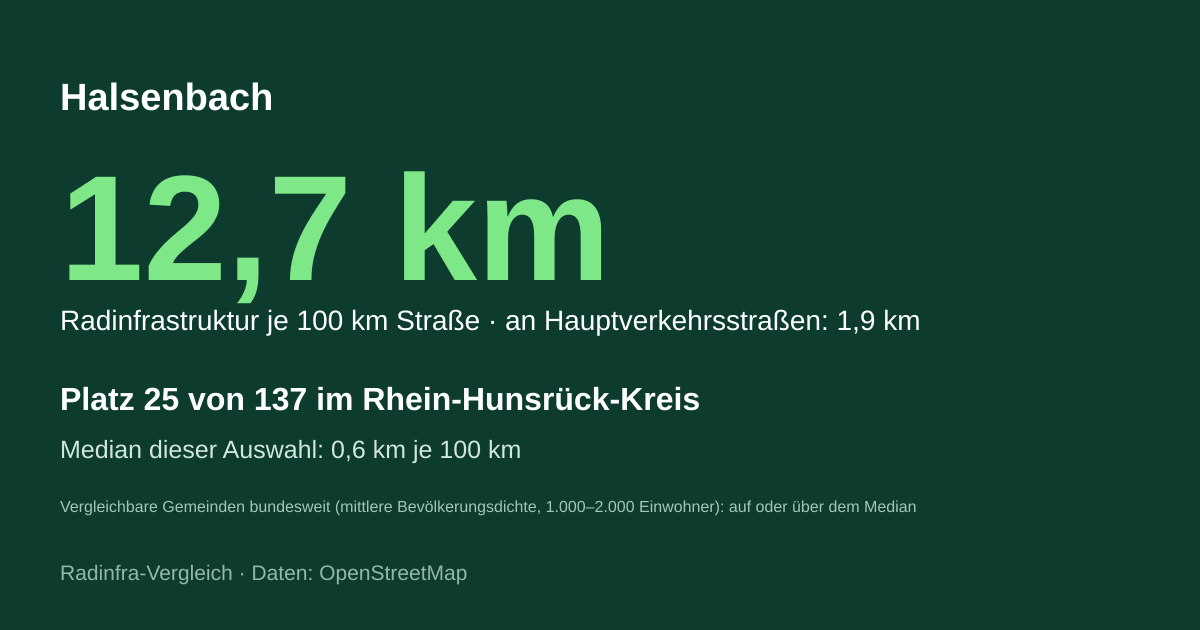 Halsenbach
12,7 km
Radinfrastruktur je 100 km Straße · an Hauptverkehrsstraßen: 1,9 km
Platz 25 von 137 im Rhein-Hunsrück-Kreis
Median dieser Auswahl: 0,6 km je 100 km
Vergleichbare Gemeinden bundesweit (mittlere Bevölkerungsdichte, 1.000–2.000 Einwohner): auf oder über dem Median
Radinfra-Vergleich · Daten: OpenStreetMap